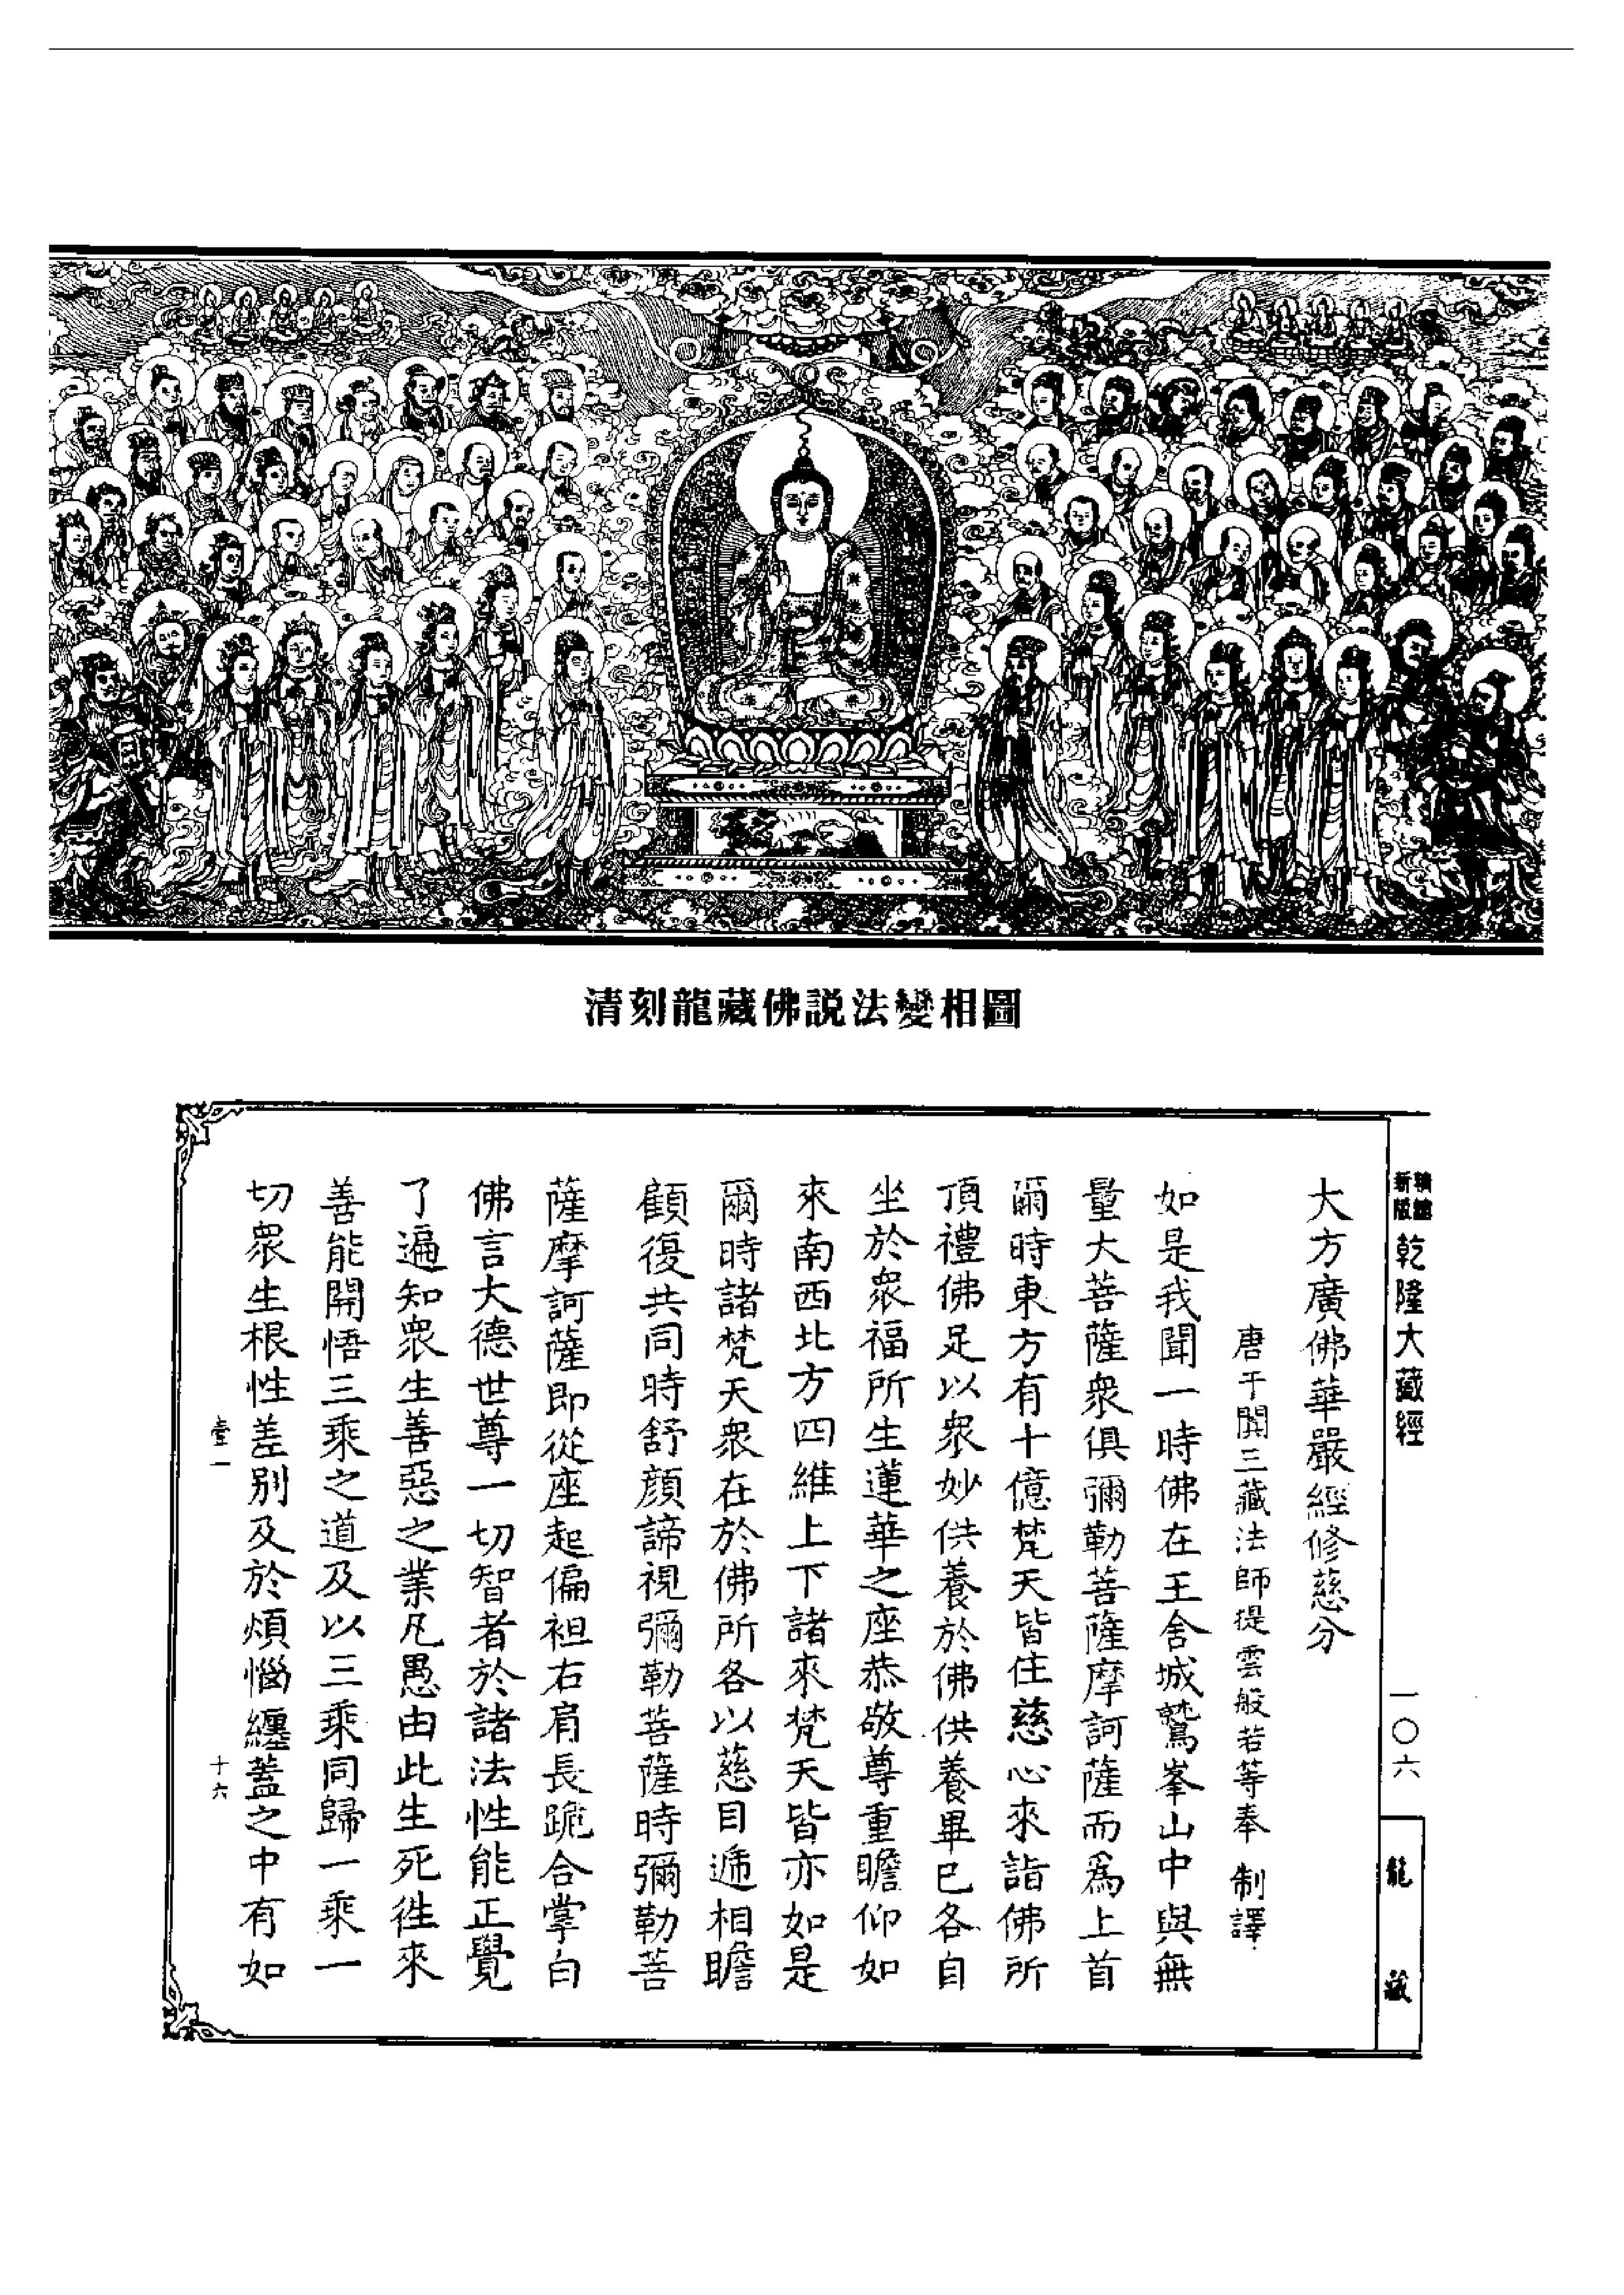 清刻龍藏佛説法變相圖
新版
乾隆大藏經
一〇六
龍藏
大方廣佛華嚴經修慈分
唐于闐三藏法師提雲般若等奉 制譯
如是我聞一時佛在王舍城鷲峯山中與無
量大菩薩衆俱彌勒菩薩摩訶薩而爲上首
爾時東方有十億梵天皆住慈心來詣佛所
頂禮佛足以衆妙供養於佛供養畢已各自
坐於衆福所生蓮華之座恭敬尊重瞻仰如
來南西北方四維上下諸來梵天皆亦如是
爾時諸梵天衆在於佛所各以慈目遞相瞻
顧復共同時舒顏諦視彌勒菩薩時彌勒菩
薩摩訶薩即從座起偏袒右肩長跪合掌白
佛言大德世尊一切智者於諸法性能正覺
了遍知衆生善惡之業凡愚由此生死徃來
善能開悟三乘之道及以三乘同歸一乘一
切衆生根性差别及於煩惱纏蓋之中有如
壹一
十六